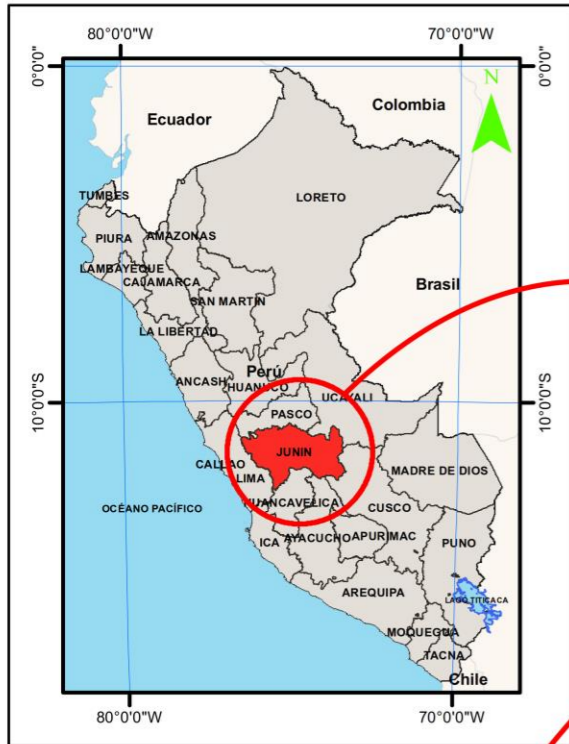 80°0'0"W 70°0'0"W
0°0'0" 0°0'0"
N
Colombia
Ecuador
TUMBES
LORETO
PIURA
AMAZONAS
LAMBAYEQUE
CAJAMARCA
Brasil
SAN MARTIN
LA LIBERTAD
Perú
ANCASH
HUANUCO
UCAYALI
10°0'0"S 10°0'0"S
PASCO
JUNIN
CALLAO
LIMA
MADRE DE DIOS
HUANCAVELICA
OCÉANO PACÍFICO
CUSCO
ICA
AYACUCHO
APURIMAC
PUNO
AREQUIPA
LAGO TITICACA
MOQUEGUA
TACNA
Chile
80°0'0"W 70°0'0"W